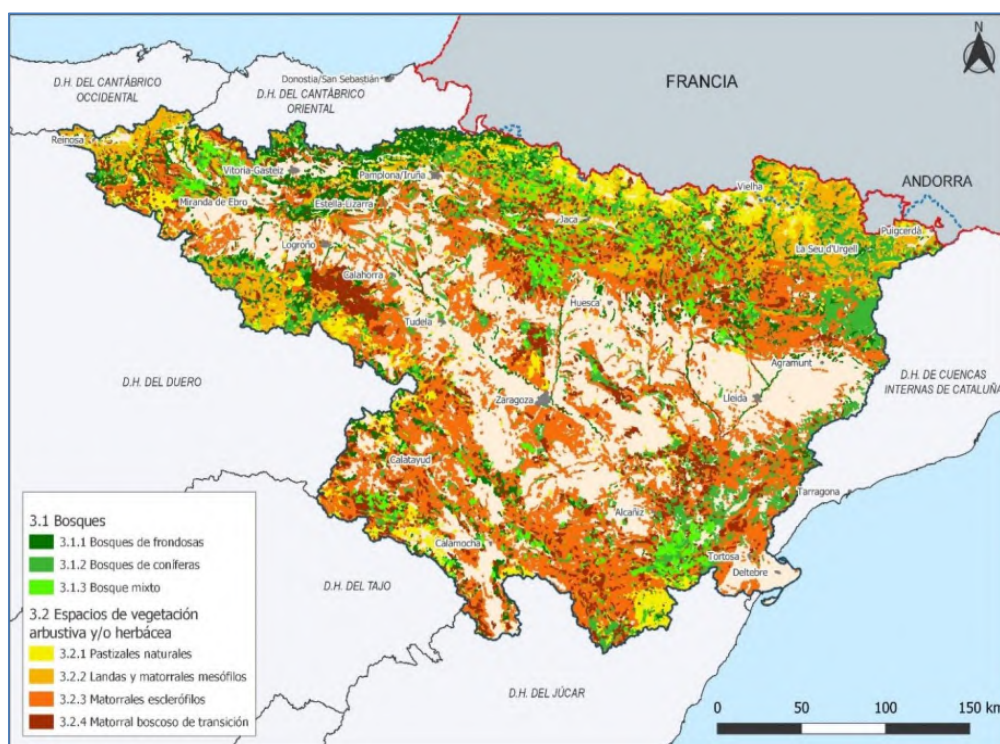 N
D.H. DEL CANTÁBRICO
OCCIDENTAL
Donostia/San Sebastián
D.H. DEL CANTÁBRICO
ORIENTAL
FRANCIA
Reinosa
Vitoria-Gasteiz
Pamplona/Iruña
Vielha
ANDORRA
Miranda de Ebro
Estella-Lizarra
Jaca
Puigcerdà
La Seu d'Urgell
Logroño
Calahorra
Huesca
Tudela
Agramunt
D.H. DEL DUERO
D.H. DE CUENCAS
INTERNAS DE CATALUÑA
Zaragoza
Lleida
Calatayud
Tarragona
Alcañiz
Calamocha
Tortosa
Deltebre
D.H. DEL TAJO
D.H. DEL JÚCAR
3.1 Bosques
3.1.1 Bosques de frondosas
3.1.2 Bosques de coníferas
3.1.3 Bosque mixto
3.2 Espacios de vegetación
arbustiva y/o herbácea
3.2.1 Pastizales naturales
3.2.2 Landas y matorrales mesófilos
3.2.3 Matorrales esclerófilos
3.2.4 Matorral boscoso de transición
0 50 100 150 km